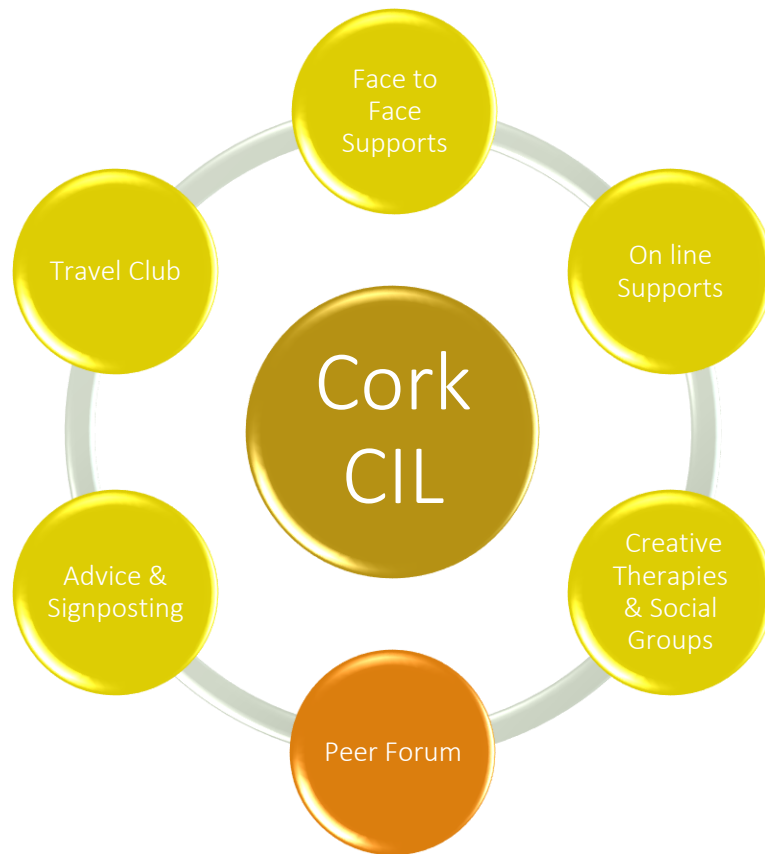 Face to
Face
Supports
On line
Supports
Travel Club
Cork
CIL
Creative
Therapies
& Social
Groups
Advice &
Signposting
Peer Forum